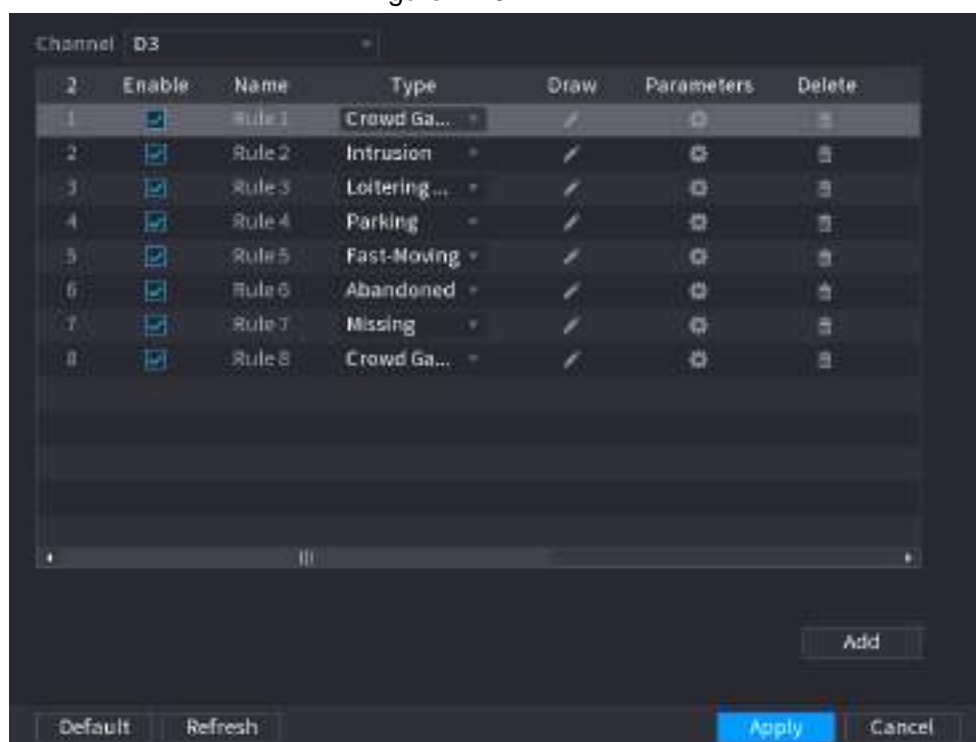 Channel D3
2 Enable Name Type Draw Parameters Delete
1 Rule 1 Crowd Ga...
2 Rule 2 Intrusion
3 Rule 3 Loitering ...
4 Rule 4 Parking
5 Rule 5 Fast-Moving
6 Rule 6 Abandoned
7 Rule 7 Missing
8 Rule 8 Crowd Ga...
Add
Default Refresh Apply Cancel